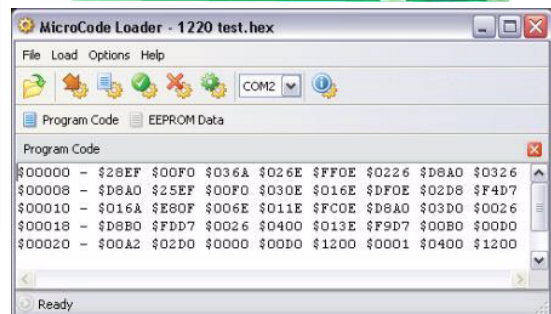 MicroCode Loader - 1220 test.hex
File Load Options Help
COM2
Program Code EEPROM Data
Program Code
$00000 - $28EF $00F0 $036A $026E $FF0E $0226 $D8A0 $0326
$00008 - $D8A0 $25EF $00F0 $030E $016E $DF0E $02D8 $F4D7
$00010 - $016A $E80F $006E $011E $FC0E $D8A0 $03D0 $0026
$00018 - $D8B0 $FDD7 $0026 $0400 $013E $F9D7 $00B0 $00D0
$00020 - $00A2 $02D0 $0000 $00D0 $1200 $0001 $0400 $1200
Ready